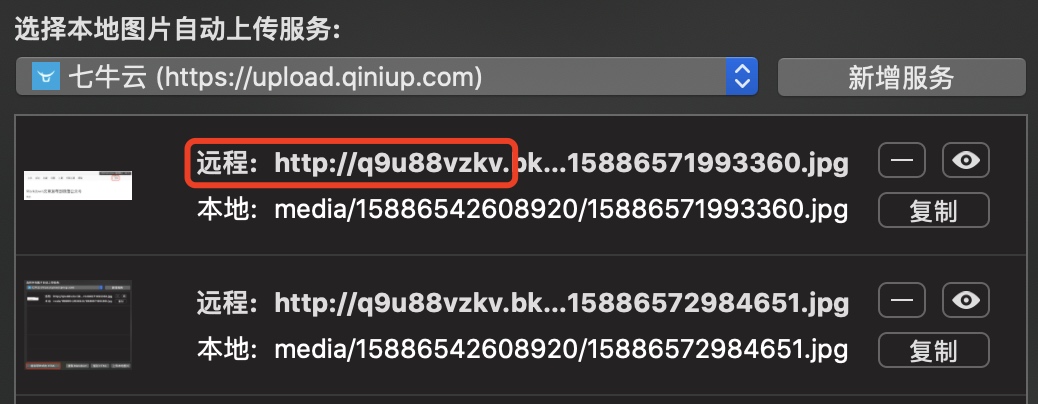 选择本地图片自动上传服务:
七牛云 (https://upload.qiniup.com)
新增服务
远程: http://q9u88vzkv.bk...15886571993360.jpg
本地: media/15886542608920/15886571993360.jpg
复制
远程: http://q9u88vzkv.bk...15886572984651.jpg
本地: media/15886542608920/15886572984651.jpg
复制